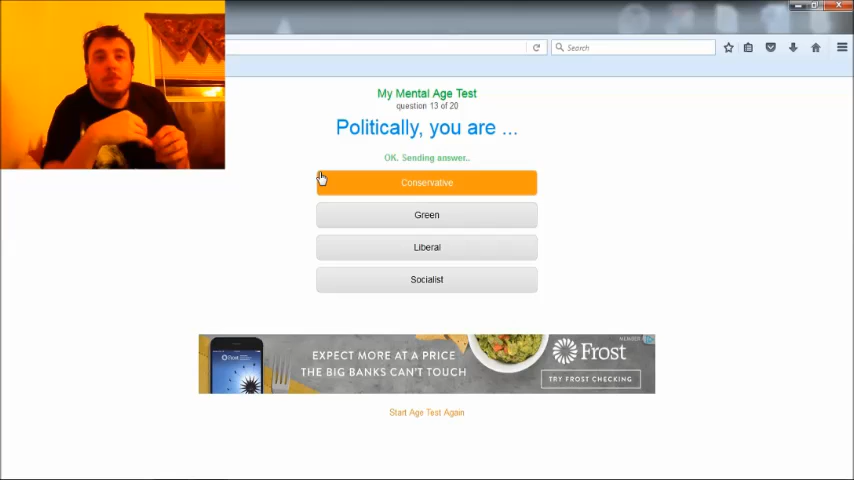 Search
My Mental Age Test
question 13 of 20
Politically, you are ...
OK. Sending answer..
Conservative
Green
Liberal
Socialist
EXPECT MORE AT A PRICE
THE BIG BANKS CAN'T TOUCH
Frost
TRY FROST CHECKING
Start Age Test Again